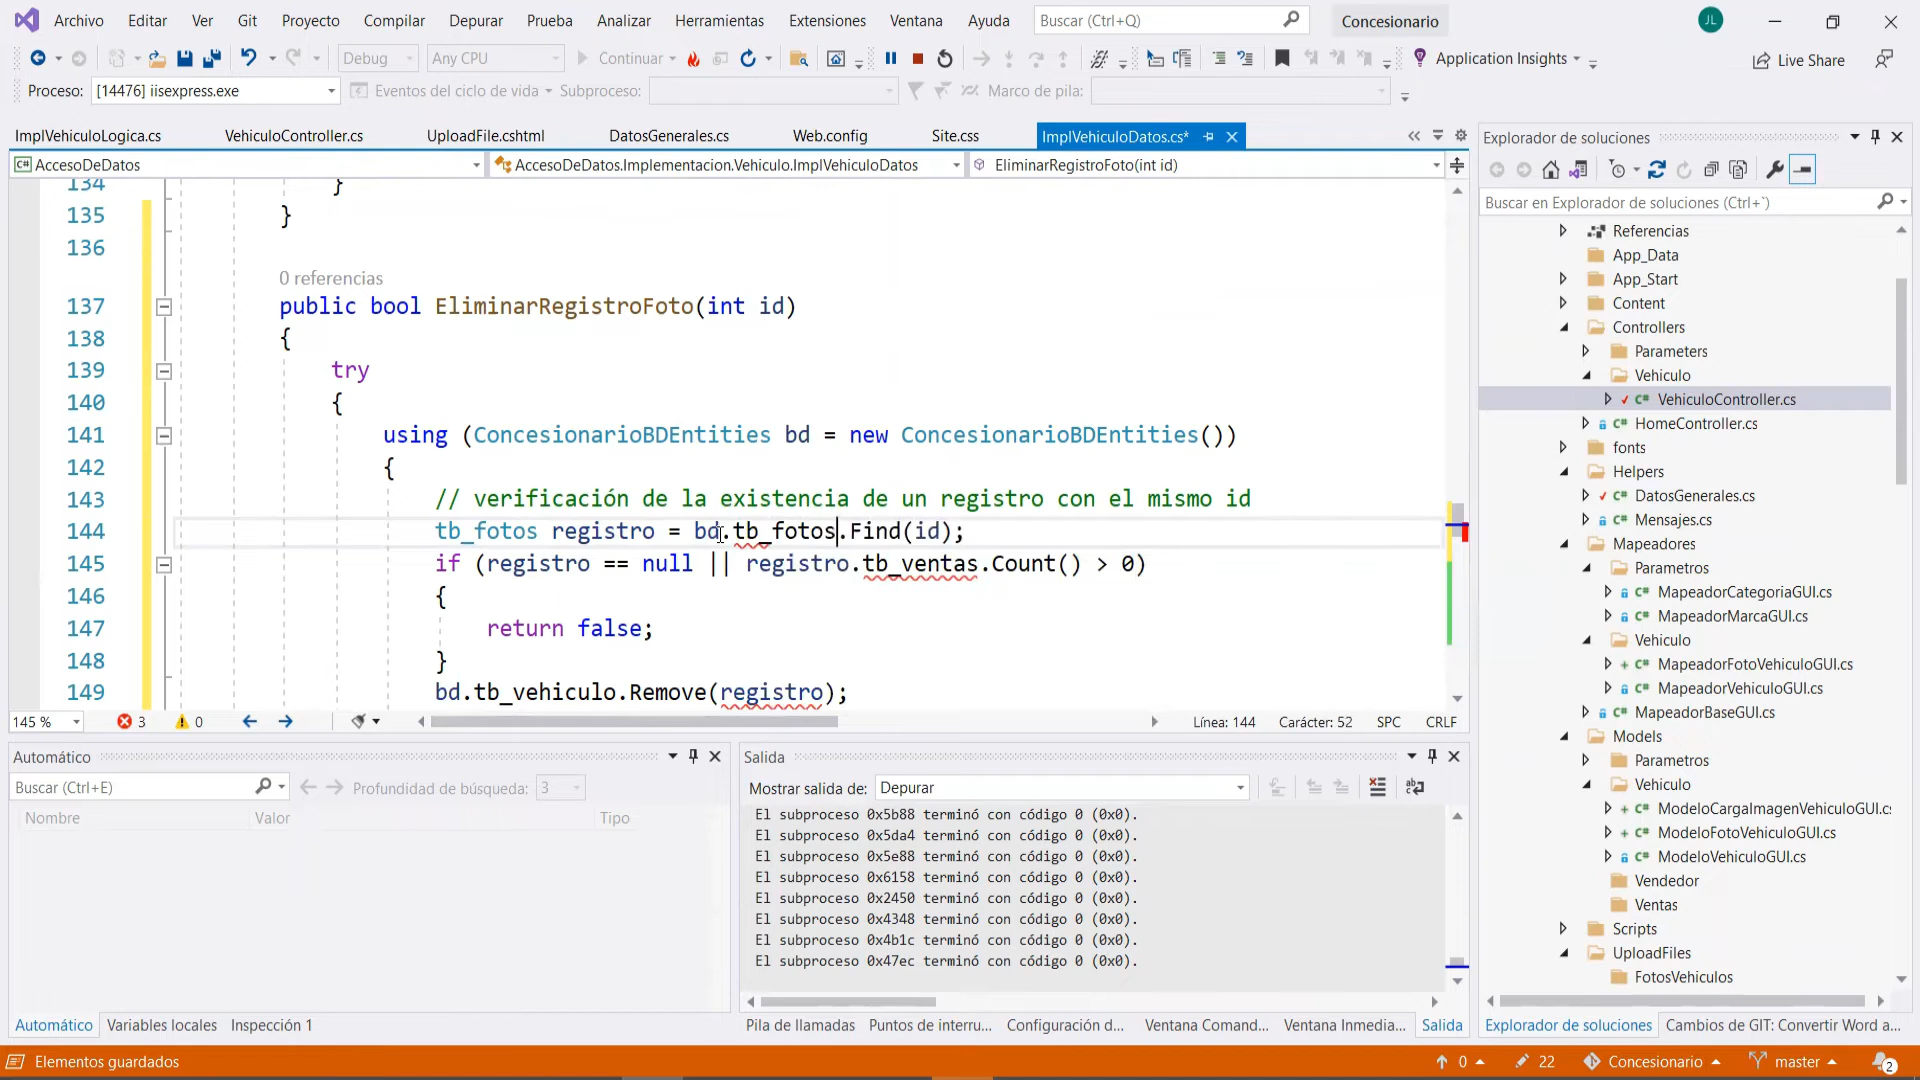 Archivo Editar Ver Git Proyecto Compilar Depurar Prueba Analizar Herramientas Extensiones Ventana Ayuda Buscar (Ctrl+Q) Concesionario JL
Debug Any CPU Continuar Application Insights Live Share
Proceso: [14476] iisexpress.exe Eventos del ciclo de vida Subproceso: Marco de pila:
ImplVehiculoLogica.cs VehiculoController.cs UploadFile.cshtml DatosGenerales.cs Web.config Site.css ImplVehiculoDatos.cs*
AccesoDeDatos AccesoDeDatos.Implementacion.Vehiculo.ImplVehiculoDatos EliminarRegistroFoto(int id)
134 }
135 }
136
0 referencias
137 public bool EliminarRegistroFoto(int id)
138 {
139 try
140 {
141 using (ConcesionarioBDEntities bd = new ConcesionarioBDEntities())
142 {
143 // verificación de la existencia de un registro con el mismo id
144 tb_fotos registro = bd.tb_fotos.Find(id);
145 if (registro == null || registro.tb_ventas.Count() > 0)
146 {
147 return false;
148 }
149 bd.tb_vehiculo.Remove(registro);
145 % 3 0 Línea: 144 Carácter: 52 SPC CRLF
Automático
Buscar (Ctrl+E) Profundidad de búsqueda: 3
Nombre Valor Tipo
Automático Variables locales Inspección 1
Salida
Mostrar salida de: Depurar
El subproceso 0x5b88 terminó con código 0 (0x0).
El subproceso 0x5da4 terminó con código 0 (0x0).
El subproceso 0x5e88 terminó con código 0 (0x0).
El subproceso 0x6158 terminó con código 0 (0x0).
El subproceso 0x2450 terminó con código 0 (0x0).
El subproceso 0x4348 terminó con código 0 (0x0).
El subproceso 0x4b1c terminó con código 0 (0x0).
El subproceso 0x47ec terminó con código 0 (0x0).
Pila de llamadas Puntos de interru... Configuración d... Ventana Comand... Ventana Inmedia... Salida
Explorador de soluciones
Buscar en Explorador de soluciones (Ctrl+`)
Referencias
App_Data
App_Start
Content
Controllers
Parameters
Vehiculo
C# VehiculoController.cs
C# HomeController.cs
fonts
Helpers
C# DatosGenerales.cs
C# Mensajes.cs
Mapeadores
Parametros
C# MapeadorCategoriaGUI.cs
C# MapeadorMarcaGUI.cs
Vehiculo
C# MapeadorFotoVehiculoGUI.cs
C# MapeadorVehiculoGUI.cs
C# MapeadorBaseGUI.cs
Models
Parametros
Vehiculo
C# ModeloCargaImagenVehiculoGUI.cs
C# ModeloFotoVehiculoGUI.cs
C# ModeloVehiculoGUI.cs
Vendedor
Ventas
Scripts
UploadFiles
FotosVehiculos
Explorador de soluciones Cambios de GIT: Convertir Word a...
Elementos guardados 0 22 Concesionario master 2